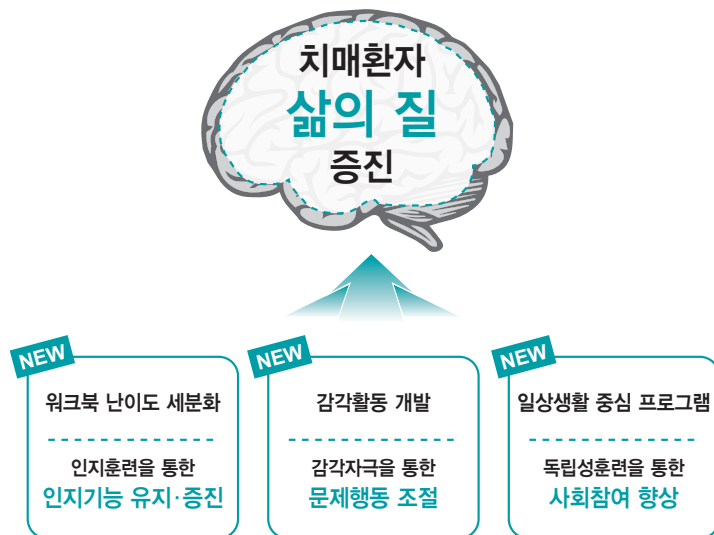 치매환자
삶의 질
증진
NEW
워크북 난이도 세분화
인지훈련을 통한
인지기능 유지·증진
NEW
감각활동 개발
감각자극을 통한
문제행동 조절
NEW
일상생활 중심 프로그램
독립성훈련을 통한
사회참여 향상